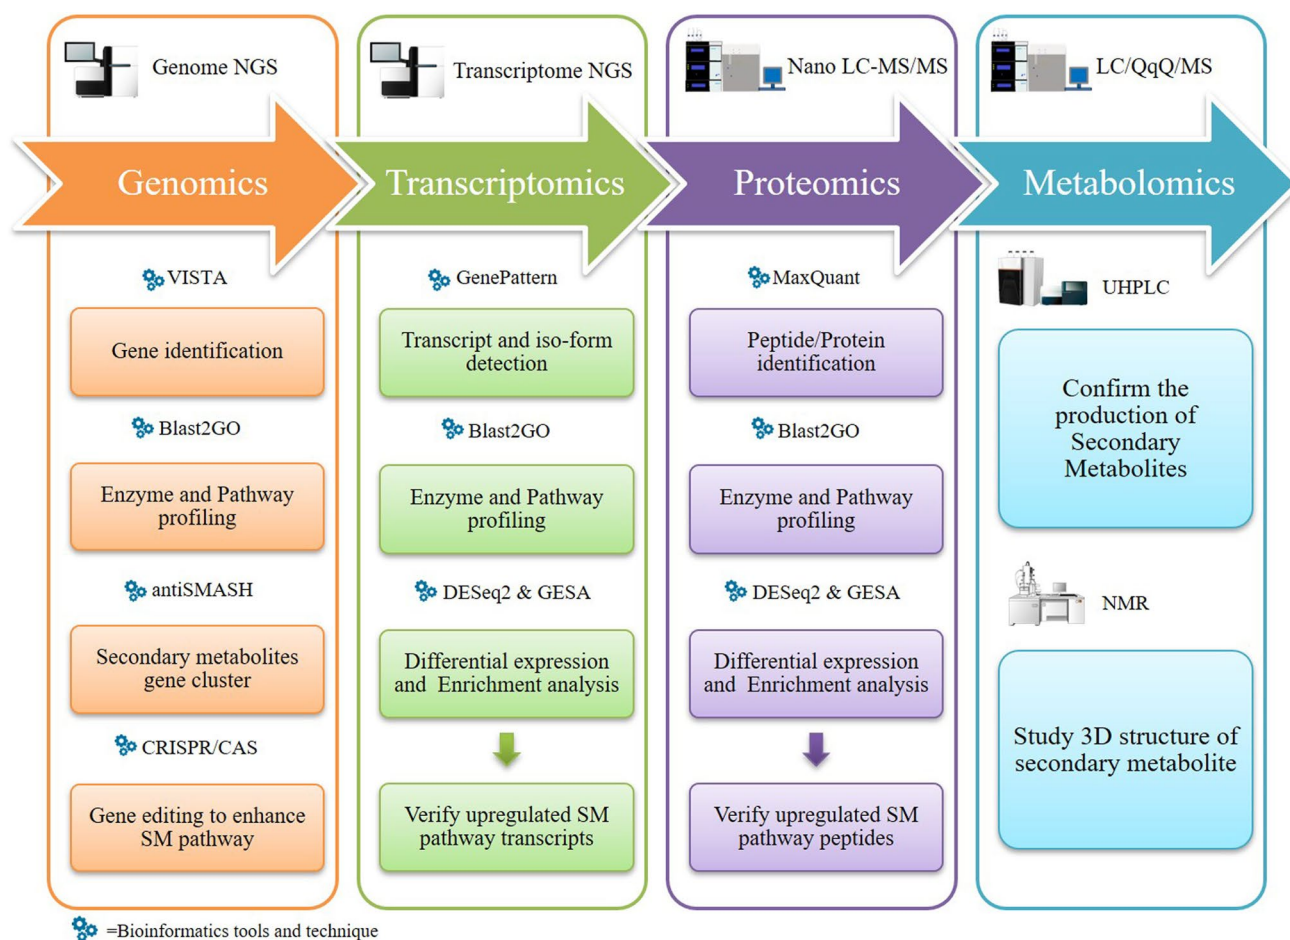 Genome NGS
Genomics
VISTA
Gene identification
Blast2GO
Enzyme and Pathway
profiling
antiSMASH
Secondary metabolites
gene cluster
CRISPR/CAS
Gene editing to enhance
SM pathway
Transcriptome NGS
Transcriptomics
GenePattern
Transcript and iso-form
detection
Blast2GO
Enzyme and Pathway
profiling
DESeq2 & GESA
Differential expression
and Enrichment analysis
Verify upregulated SM
pathway transcripts
Nano LC-MS/MS
Proteomics
MaxQuant
Peptide/Protein
identification
Blast2GO
Enzyme and Pathway
profiling
DESeq2 & GESA
Differential expression
and Enrichment analysis
Verify upregulated SM
pathway peptides
LC/QqQ/MS
Metabolomics
UHPLC
Confirm the
production of
Secondary
Metabolites
NMR
Study 3D structure of
secondary metabolite
=Bioinformatics tools and technique